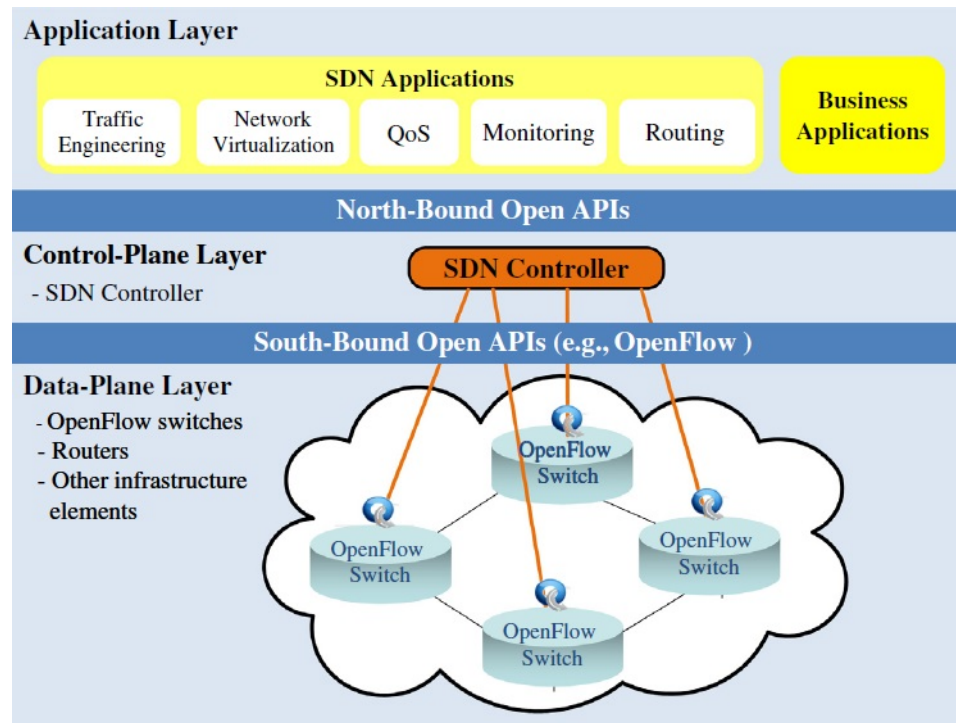 Application Layer
SDN Applications
Traffic
Engineering
Network
Virtualization
QoS
Monitoring
Routing
Business
Applications
North-Bound Open APIs
Control-Plane Layer
- SDN Controller
SDN Controller
South-Bound Open APIs (e.g., OpenFlow )
Data-Plane Layer
- OpenFlow switches
- Routers
- Other infrastructure
elements
OpenFlow
Switch
OpenFlow
Switch
OpenFlow
Switch
OpenFlow
Switch